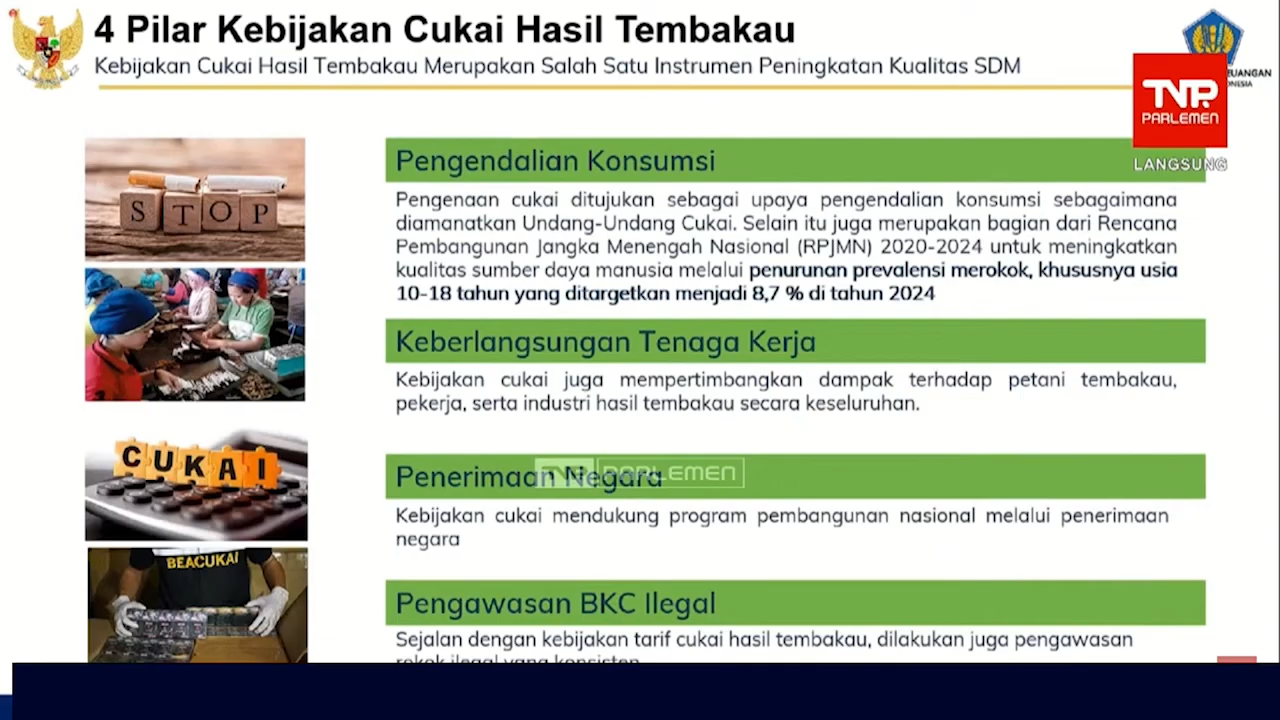 4 Pilar Kebijakan Cukai Hasil Tembakau
Kebijakan Cukai Hasil Tembakau Merupakan Salah Satu Instrumen Peningkatan Kualitas SDM
TVR
PARLEMEN
LANGSUNG
STOP
Pengendalian Konsumsi
Pengenaan cukai ditujukan sebagai upaya pengendalian konsumsi sebagaimana
diamanatkan Undang-Undang Cukai. Selain itu juga merupakan bagian dari Rencana
Pembangunan Jangka Menengah Nasional (RPJMN) 2020-2024 untuk meningkatkan
kualitas sumber daya manusia melalui penurunan prevalensi merokok, khususnya usia
10-18 tahun yang ditargetkan menjadi 8,7 % di tahun 2024
Keberlangsungan Tenaga Kerja
Kebijakan cukai juga mempertimbangkan dampak terhadap petani tembakau,
pekerja, serta industri hasil tembakau secara keseluruhan.
CUKAI
Penerimaan Negara
TVR PARLEMEN
Kebijakan cukai mendukung program pembangunan nasional melalui penerimaan
negara
BEACUKAI
Pengawasan BKC Ilegal
Sejalan dengan kebijakan tarif cukai hasil tembakau, dilakukan juga pengawasan
rokok ilegal yang konsisten